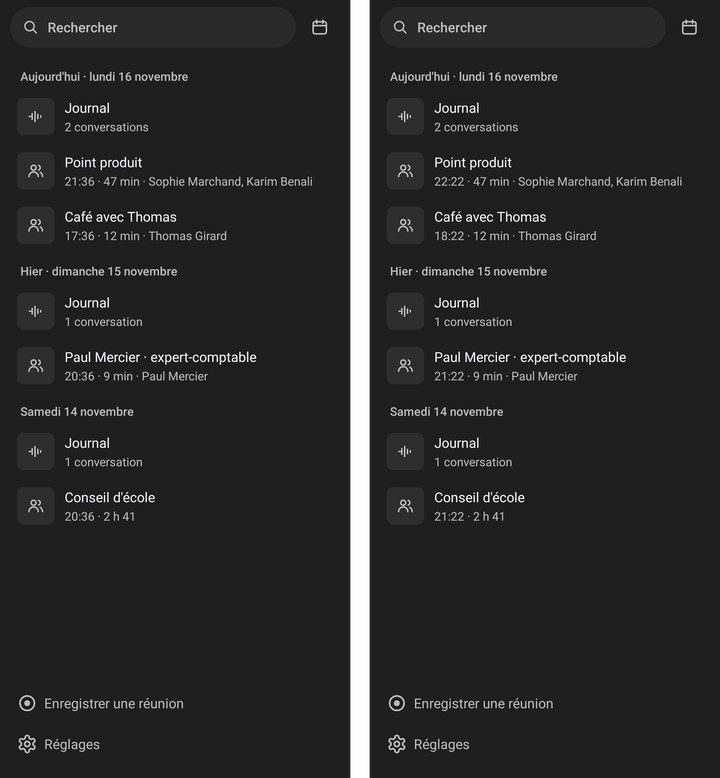 Rechercher
Aujourd'hui · lundi 16 novembre
Journal
2 conversations
Point produit
21:36 · 47 min · Sophie Marchand, Karim Benali
Café avec Thomas
17:36 · 12 min · Thomas Girard
Hier · dimanche 15 novembre
Journal
1 conversation
Paul Mercier · expert-comptable
20:36 · 9 min · Paul Mercier
Samedi 14 novembre
Journal
1 conversation
Conseil d'école
20:36 · 2 h 41
Enregistrer une réunion
Réglages
Rechercher
Aujourd'hui · lundi 16 novembre
Journal
2 conversations
Point produit
22:22 · 47 min · Sophie Marchand, Karim Benali
Café avec Thomas
18:22 · 12 min · Thomas Girard
Hier · dimanche 15 novembre
Journal
1 conversation
Paul Mercier · expert-comptable
21:22 · 9 min · Paul Mercier
Samedi 14 novembre
Journal
1 conversation
Conseil d'école
21:22 · 2 h 41
Enregistrer une réunion
Réglages